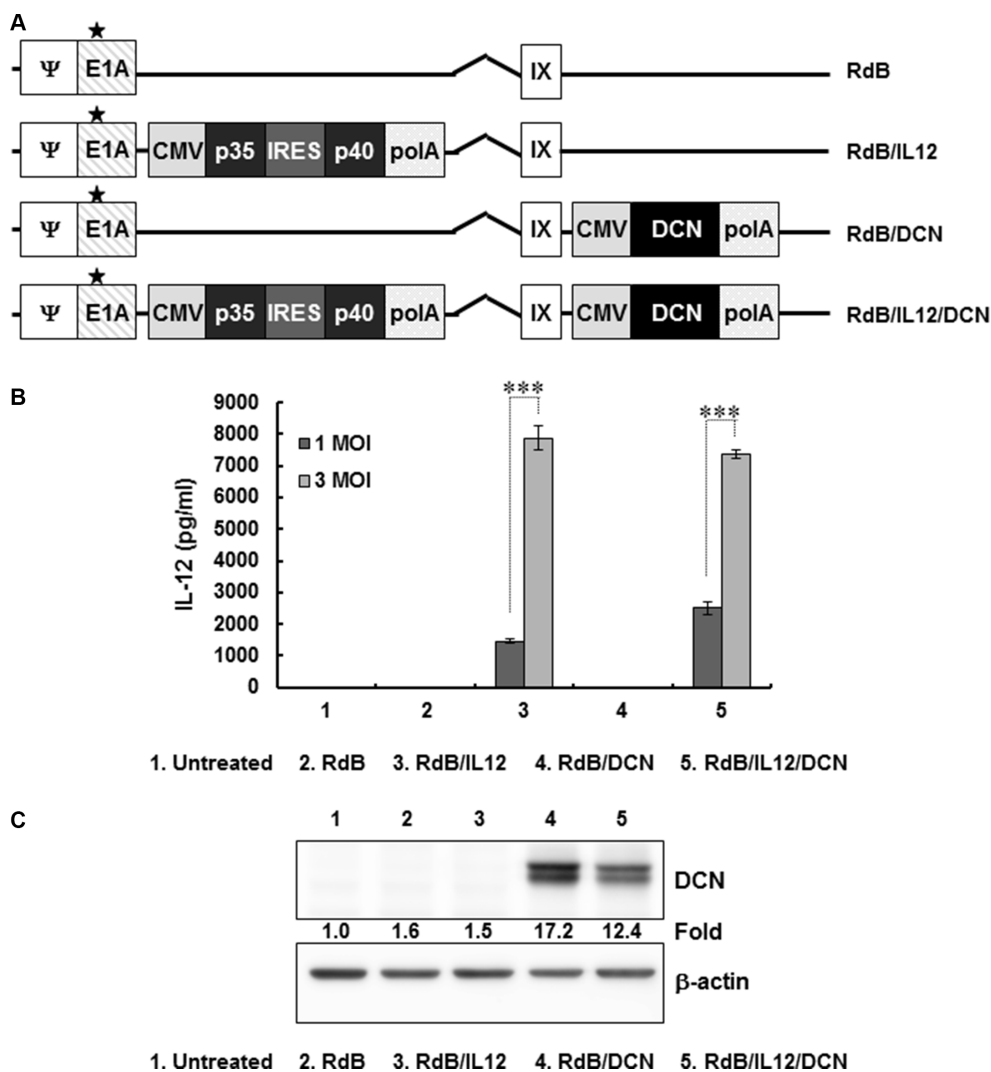 A
Ψ E1A IX RdB
Ψ E1A CMV p35 IRES p40 polA IX RdB/IL12
Ψ E1A IX CMV DCN polA RdB/DCN
Ψ E1A CMV p35 IRES p40 polA IX CMV DCN polA RdB/IL12/DCN
B
IL-12 (pg/ml)
9000
8000
7000
6000
5000
4000
3000
2000
1000
0
1 MOI
3 MOI
***
***
1 2 3 4 5
1. Untreated 2. RdB 3. RdB/IL12 4. RdB/DCN 5. RdB/IL12/DCN
C
1 2 3 4 5
DCN
1.0 1.6 1.5 17.2 12.4 Fold
β-actin
1. Untreated 2. RdB 3. RdB/IL12 4. RdB/DCN 5. RdB/IL12/DCN